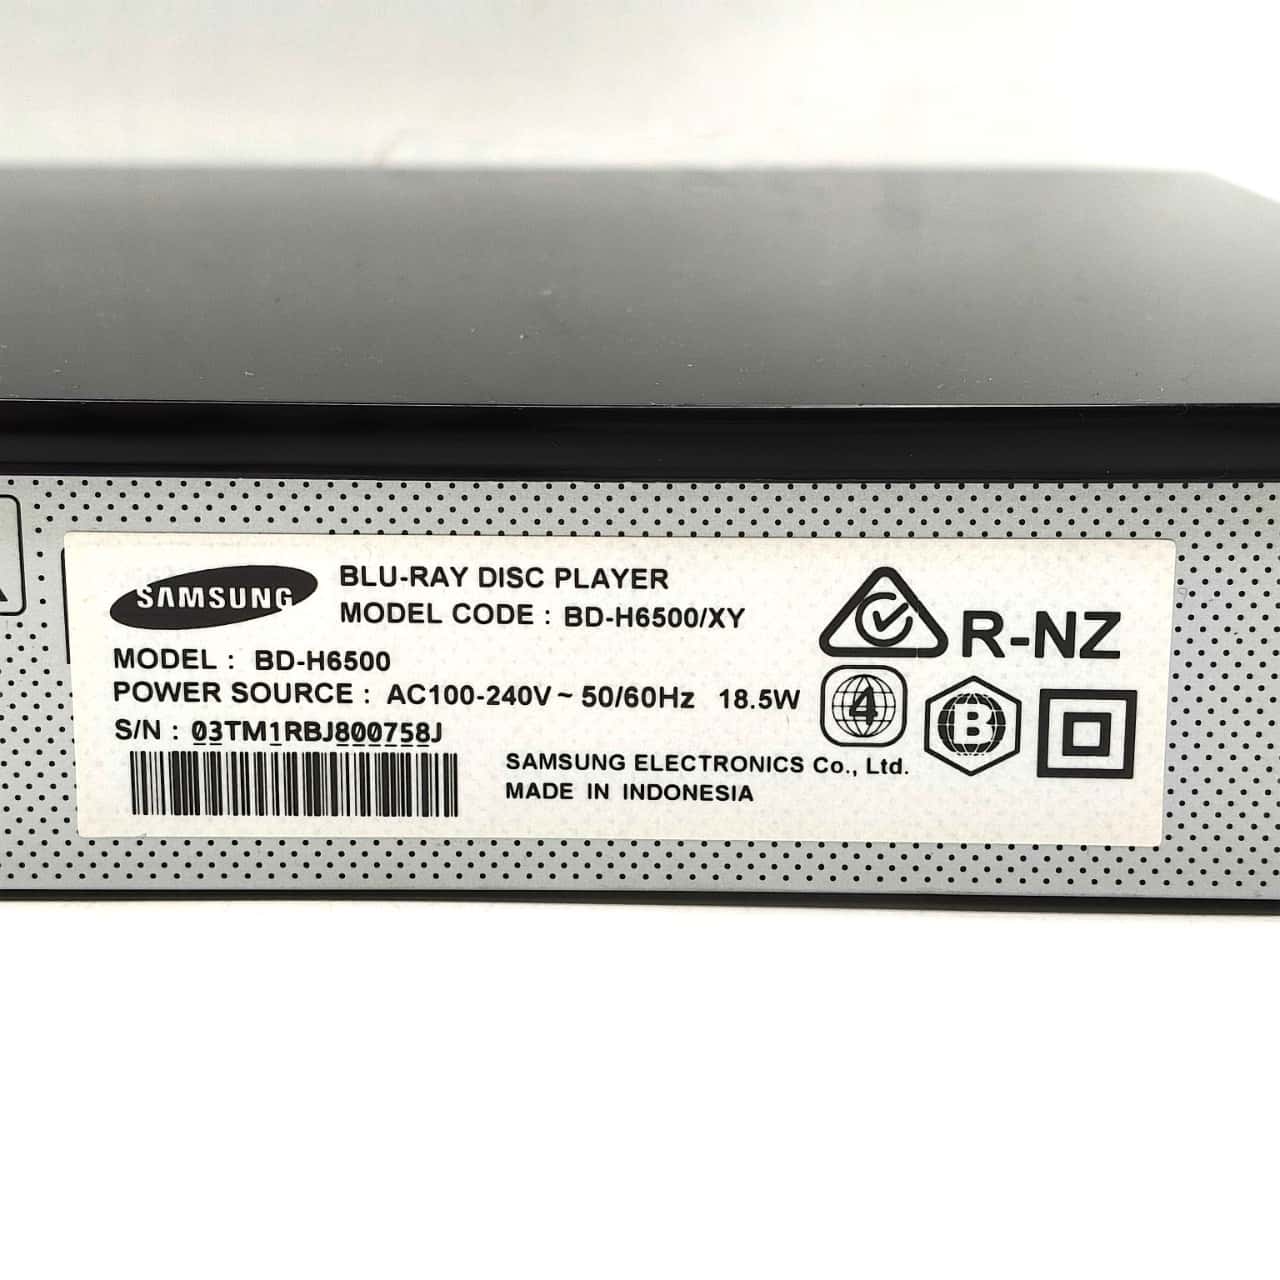 SAMSUNG
BLU-RAY DISC PLAYER
MODEL CODE : BD-H6500/XY
MODEL : BD-H6500
POWER SOURCE : AC100-240V ~ 50/60Hz 18.5W
S/N : 03TM1RBJ800758J
SAMSUNG ELECTRONICS Co., Ltd.
MADE IN INDONESIA
R-NZ
4
B